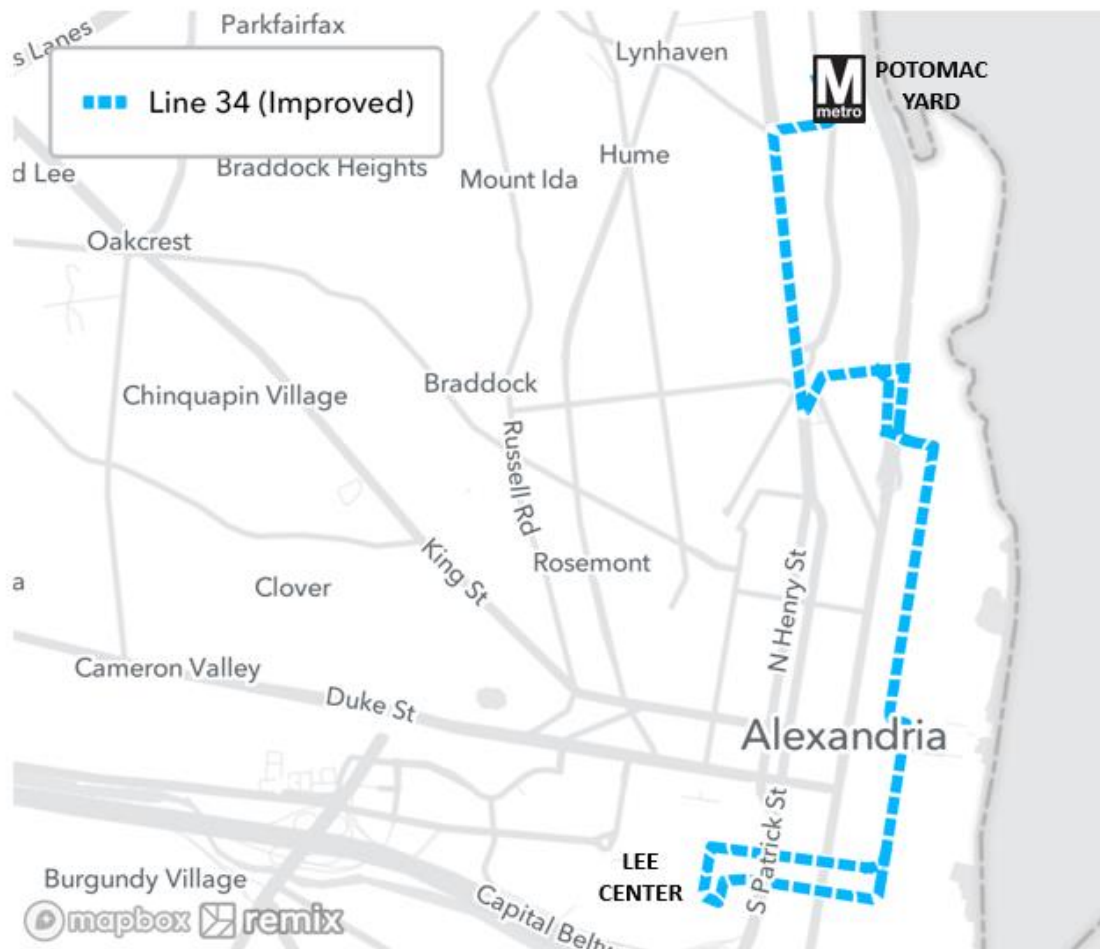 Parkfairfax
s Lanes
Lynhaven
M
metro
POTOMAC
YARD
Line 34 (Improved)
d Lee
Braddock Heights
Mount Ida
Hume
Oakcrest
Chinquapin Village
Braddock
Russell Rd
King St
Rosemont
a
Clover
N Henry St
Cameron Valley
Duke St
Alexandria
S Patrick St
LEE
CENTER
Burgundy Village
Capital Beltw
mapbox remix